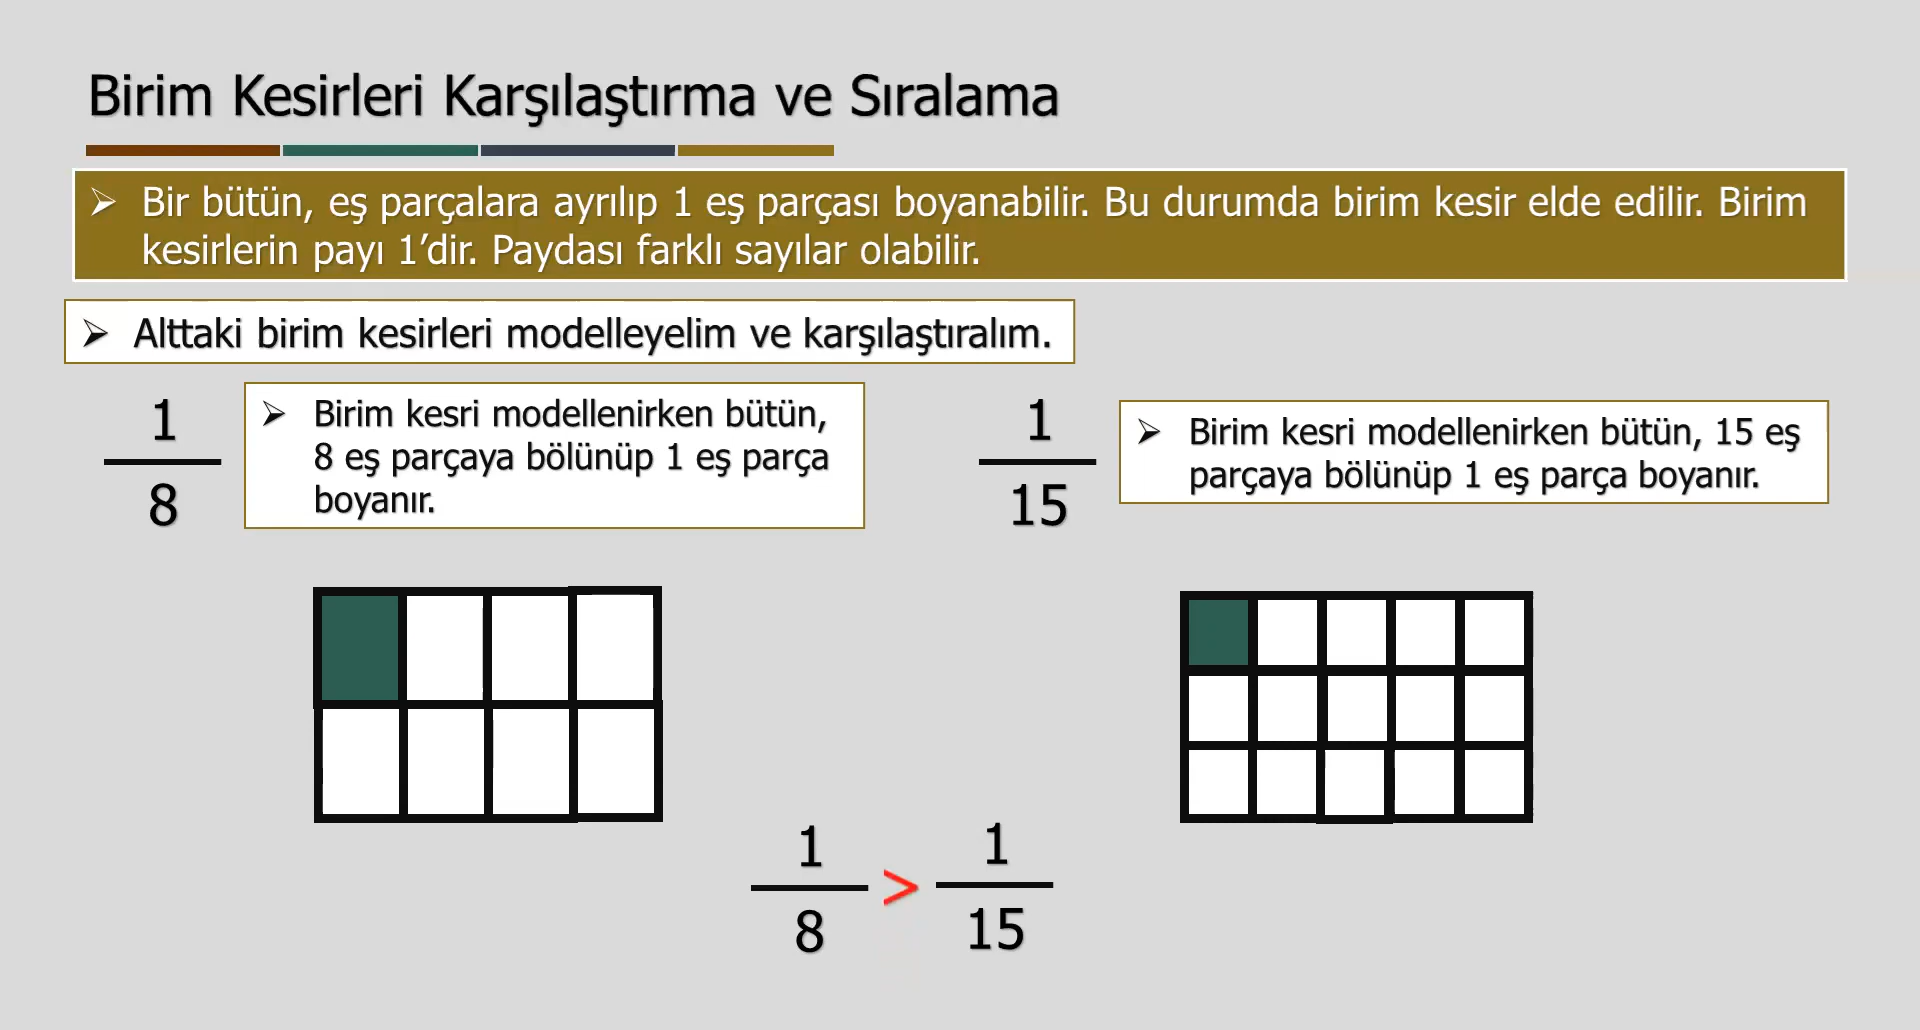 Birim Kesirleri Karşılaştırma ve Sıralama
➢ Bir bütün, eş parçalara ayrılıp 1 eş parçası boyanabilir. Bu durumda birim kesir elde edilir. Birim
kesirlerin payı 1’dir. Paydası farklı sayılar olabilir.
➢ Alttaki birim kesirleri modelleyelim ve karşılaştıralım.
1
8
➢ Birim kesri modellenirken bütün,
8 eş parçaya bölünüp 1 eş parça
boyanır.
1
15
➢ Birim kesri modellenirken bütün, 15 eş
parçaya bölünüp 1 eş parça boyanır.
1
8
>
1
15